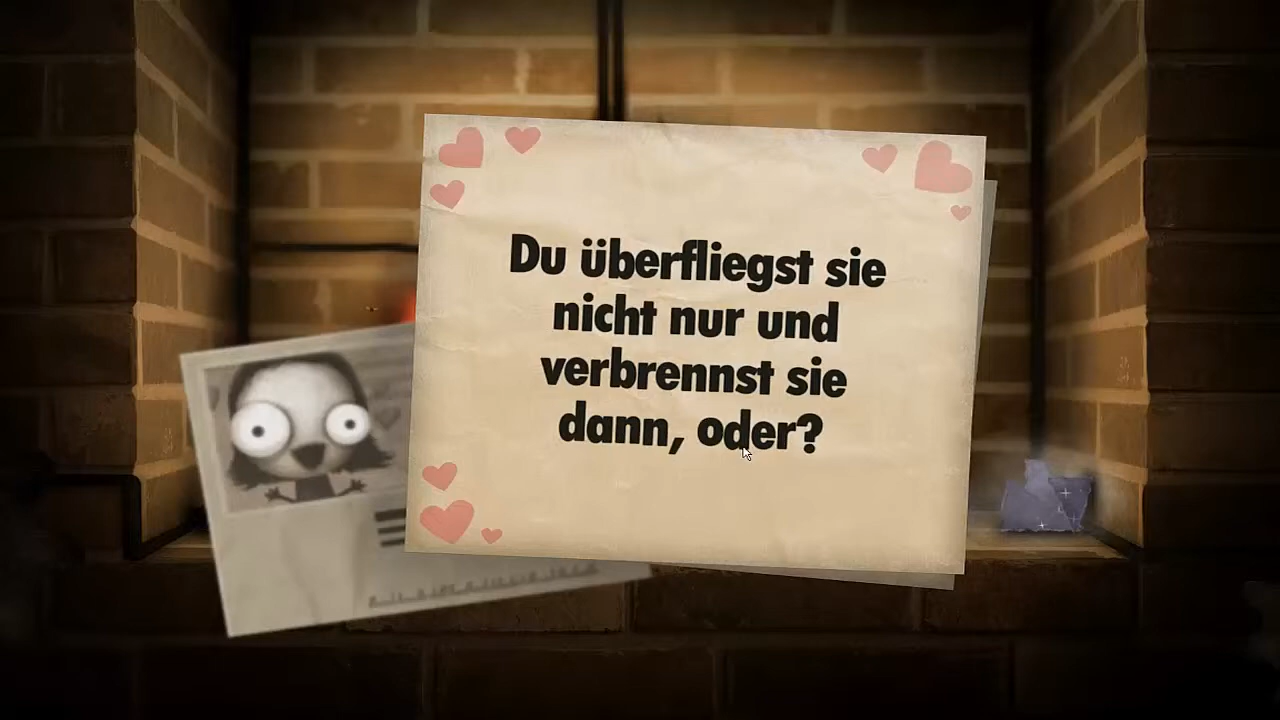 Du überfliegst sie
nicht nur und
verbrennst sie
dann, oder?